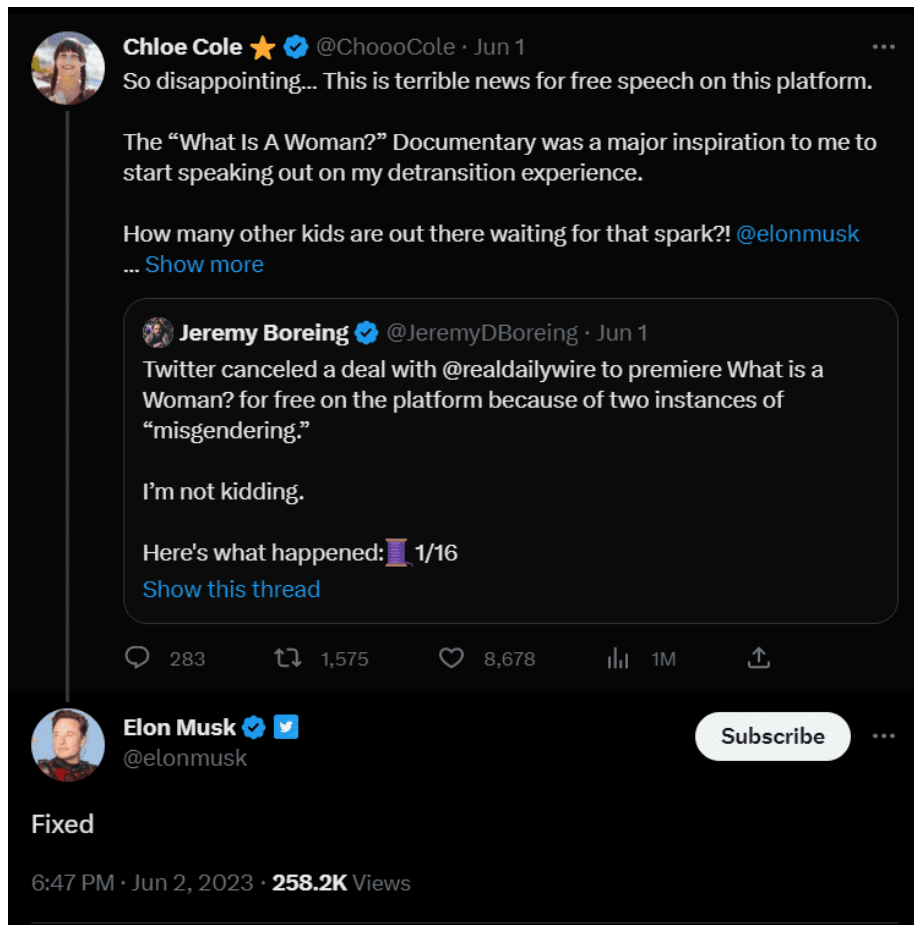 Chloe Cole ⭐ @ChoooCole · Jun 1
So disappointing... This is terrible news for free speech on this platform.
The “What Is A Woman?” Documentary was a major inspiration to me to
start speaking out on my detransition experience.
How many other kids are out there waiting for that spark?! @elonmusk
... Show more
Jeremy Boreing @JeremyDBoreing · Jun 1
Twitter canceled a deal with @realdailywire to premiere What is a
Woman? for free on the platform because of two instances of
“misgendering.”
I’m not kidding.
Here's what happened:🧵 1/16
Show this thread
283 1,575 8,678 1M
Elon Musk
Subscribe
@elonmusk
Fixed
6:47 PM · Jun 2, 2023 · 258.2K Views